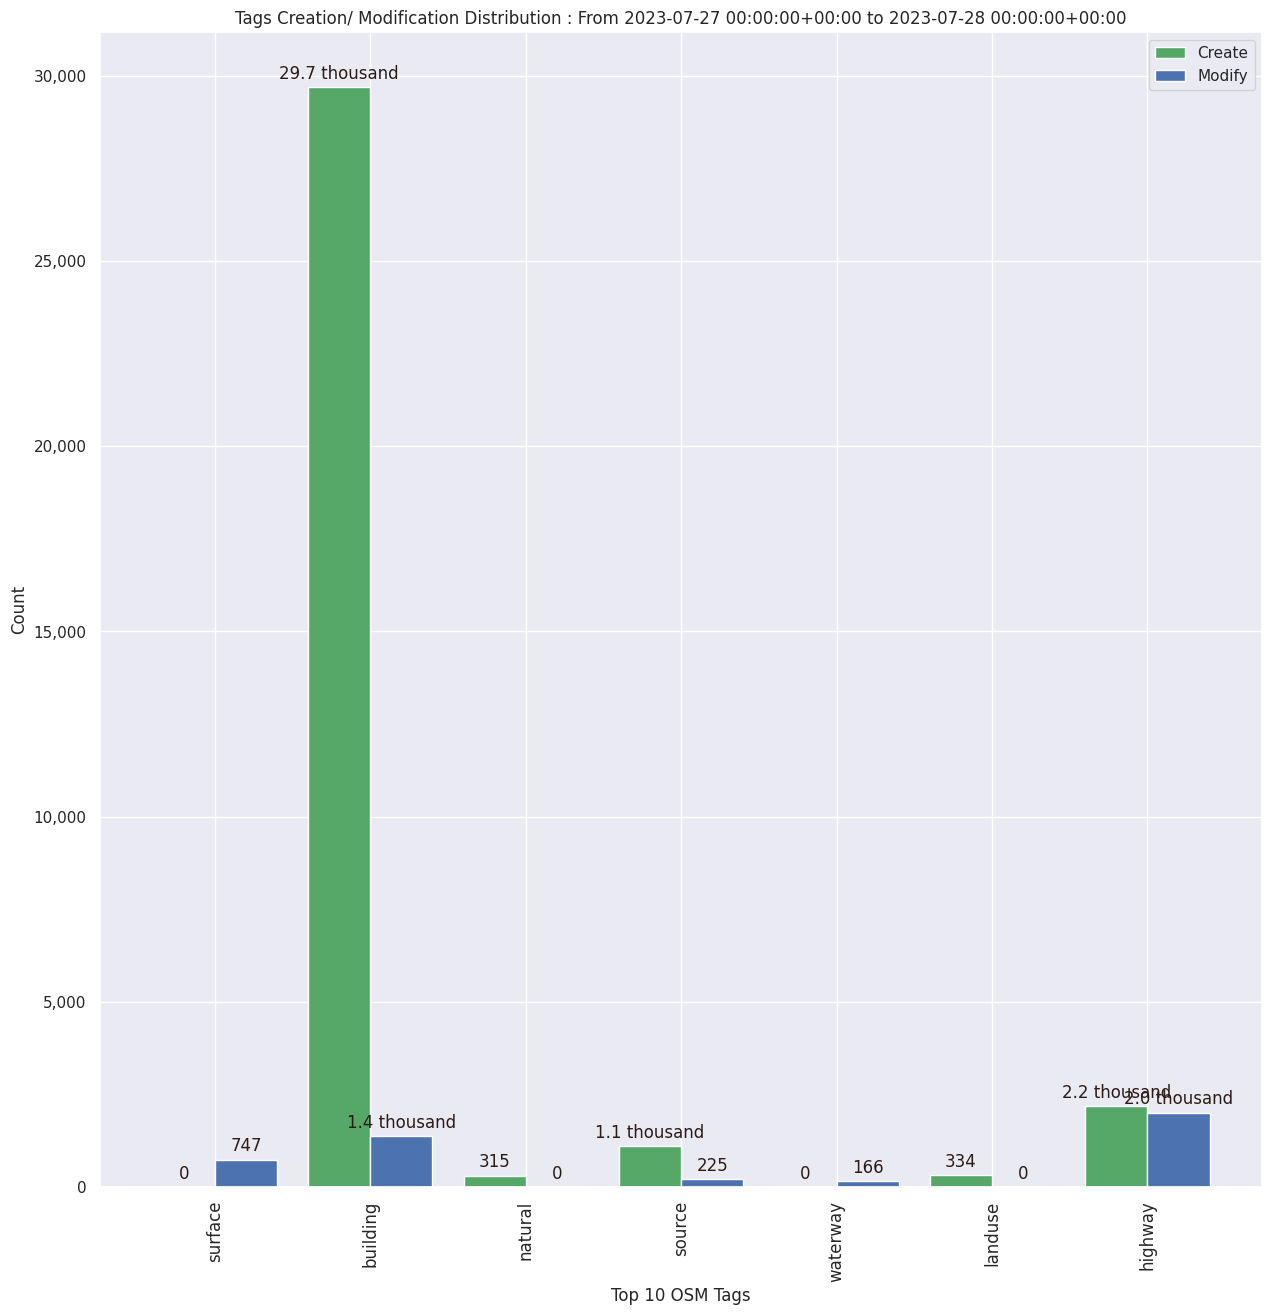 Tags Creation/ Modification Distribution : From 2023-07-27 00:00:00+00:00 to 2023-07-28 00:00:00+00:00
Create
Modify
30,000
25,000
20,000
15,000
10,000
5,000
0
Count
29.7 thousand
2.2 thousand
2.0 thousand
1.4 thousand
1.1 thousand
747
0
315
0
225
0
166
334
0
surface
building
natural
source
waterway
landuse
highway
Top 10 OSM Tags